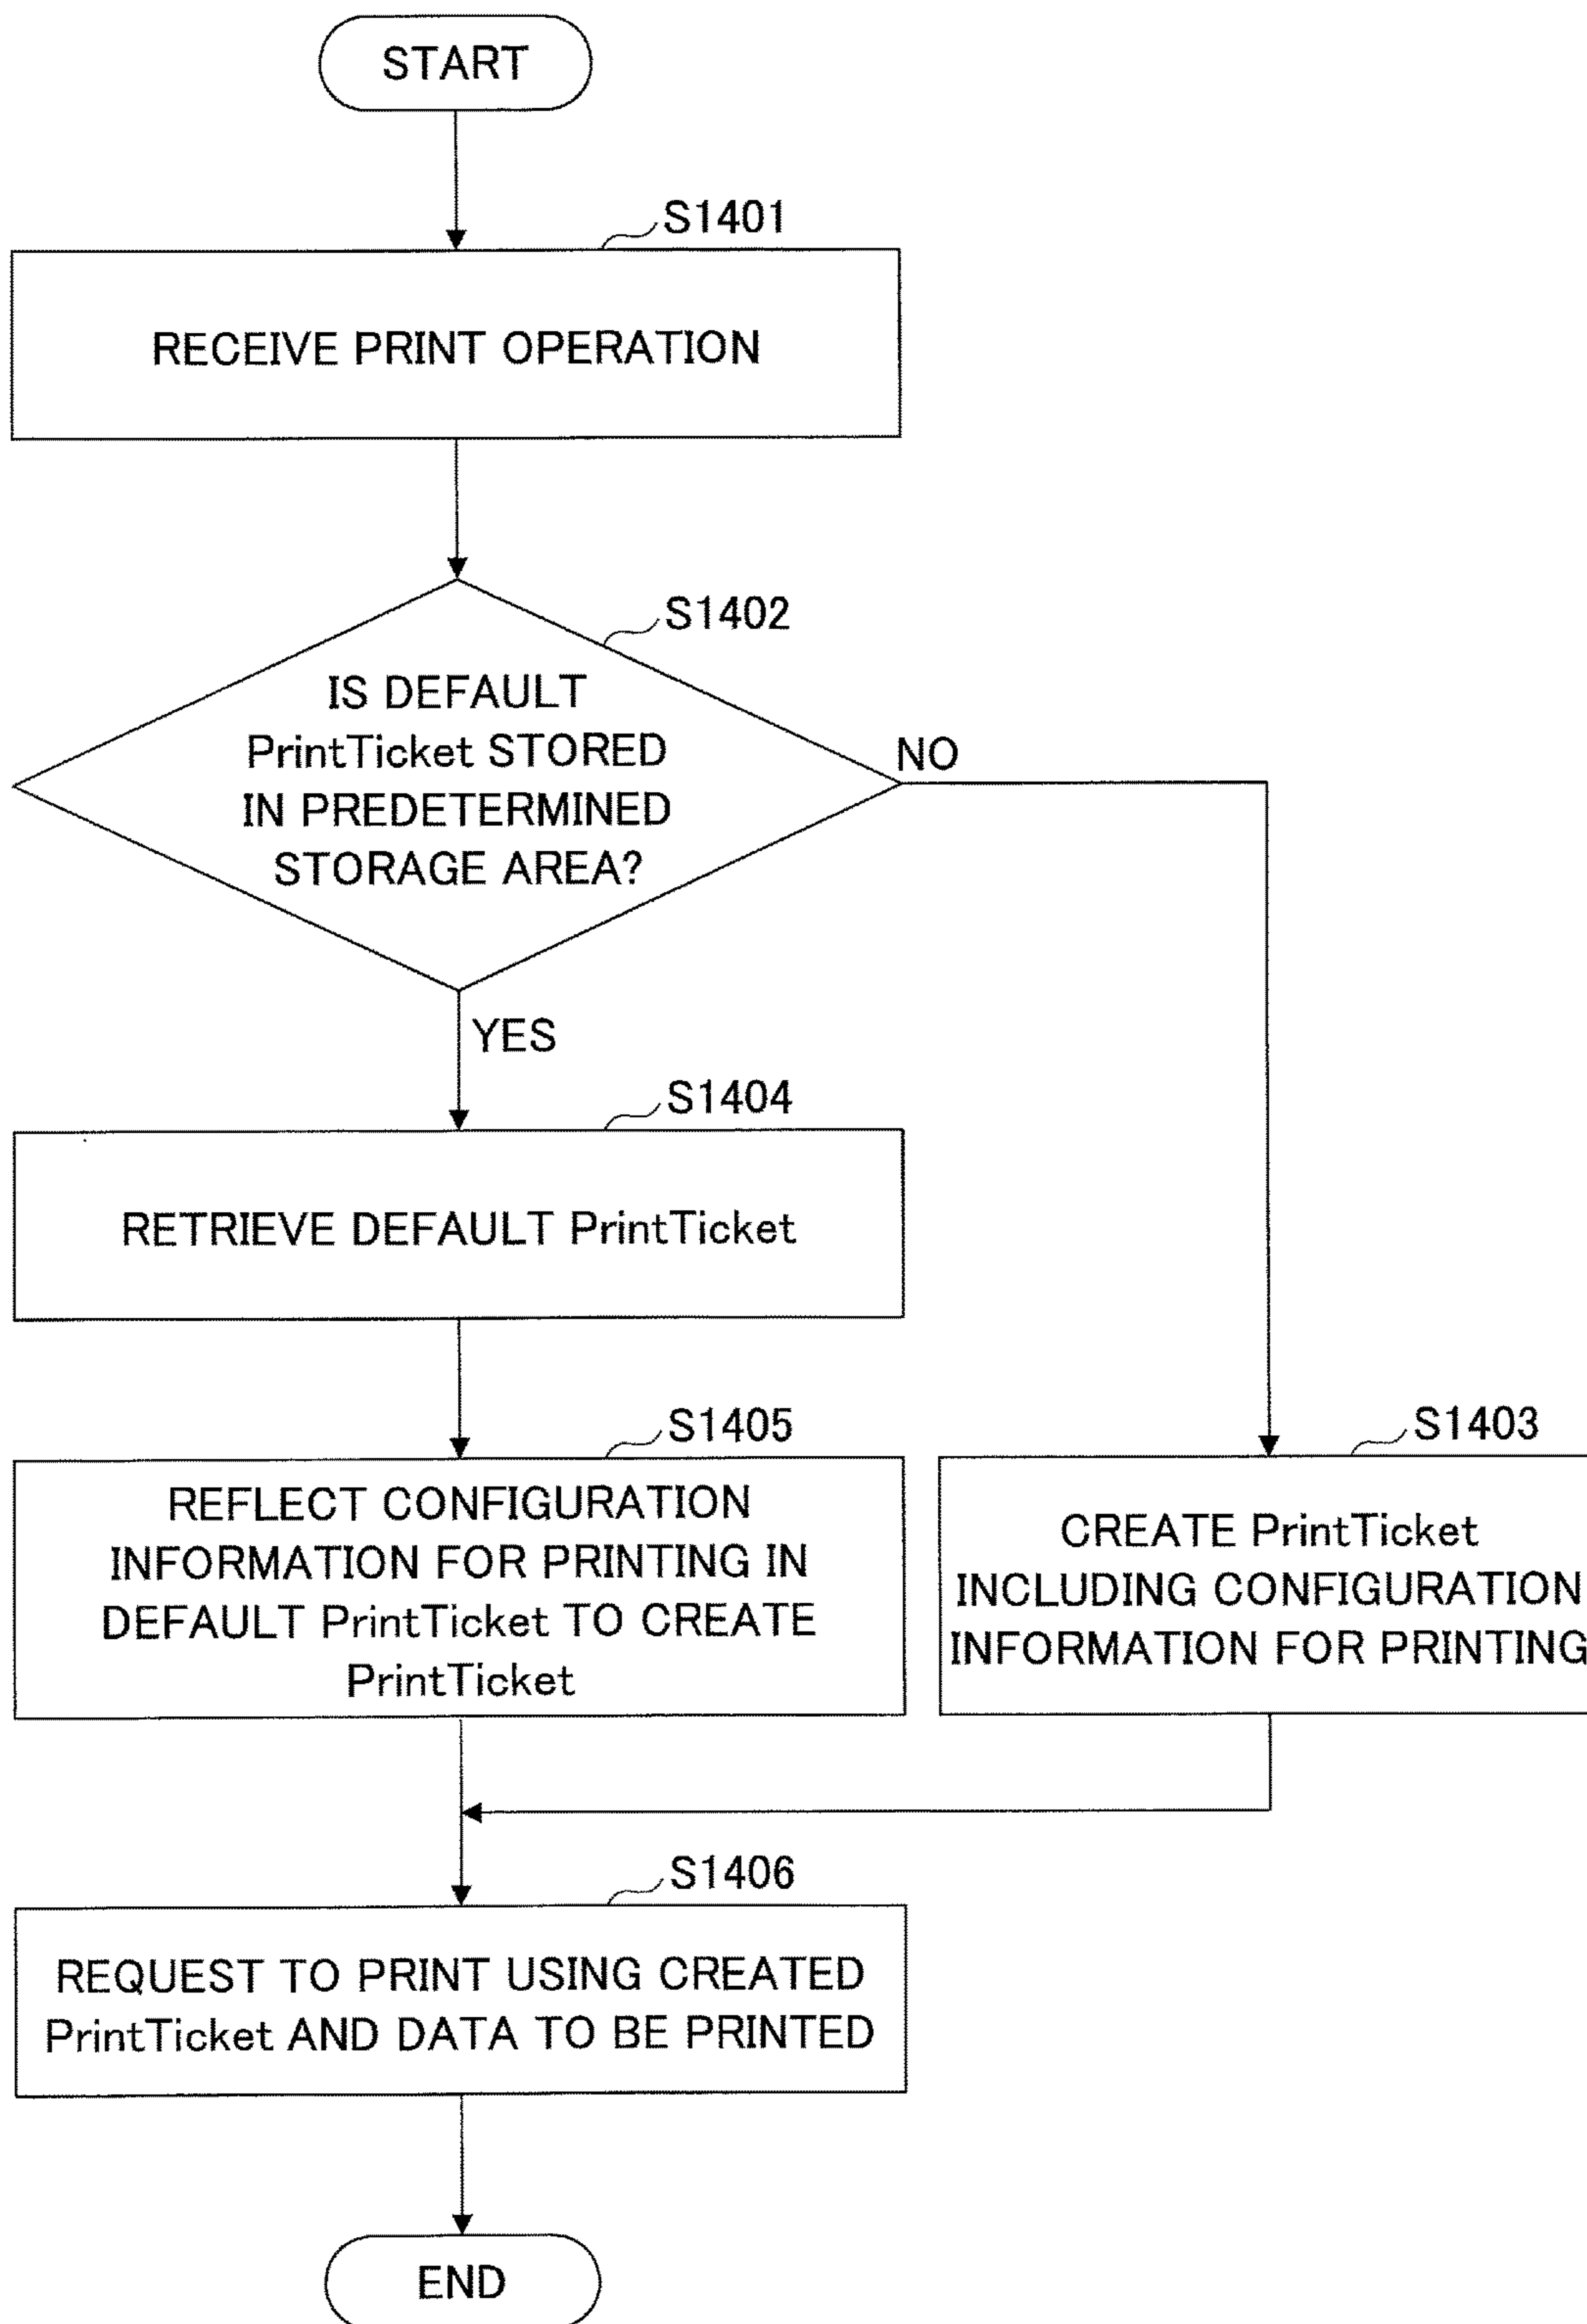 START
S1401
RECEIVE PRINT OPERATION
S1402
IS DEFAULT
PrintTicket STORED
IN PREDETERMINED
STORAGE AREA?
NO
YES
S1404
RETRIEVE DEFAULT PrintTicket
S1405
REFLECT CONFIGURATION
INFORMATION FOR PRINTING IN
DEFAULT PrintTicket TO CREATE
PrintTicket
S1403
CREATE PrintTicket
INCLUDING CONFIGURATION
INFORMATION FOR PRINTING
S1406
REQUEST TO PRINT USING CREATED
PrintTicket AND DATA TO BE PRINTED
END